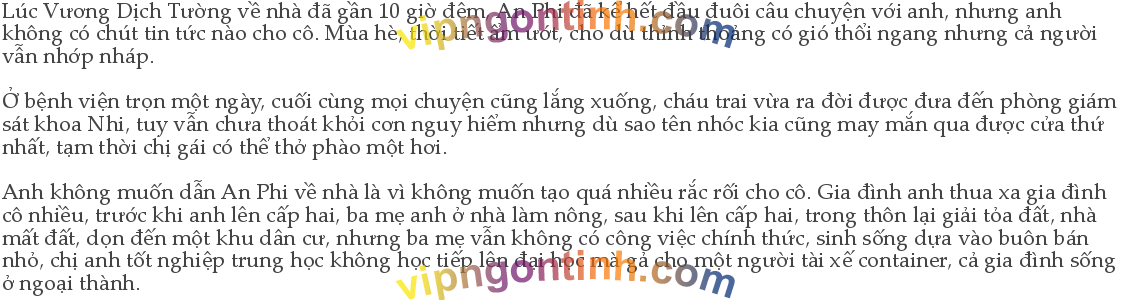 Lúc Vương Dịch Tường về nhà đã gần 10 giờ đêm, An Phi đã kể hết đầu đuôi câu chuyện với anh, nhưng anh
không có chút tin tức nào cho cô. Mùa hè, thời tiết ẩm ướt, cho dù thỉnh thoảng có gió thổi ngang nhưng cả người
vẫn nhớp nháp.
Ở bệnh viện trọn một ngày, cuối cùng mọi chuyện cũng lắng xuống, cháu trai vừa ra đời được đưa đến phòng giám
sát khoa Nhi, tuy vẫn chưa thoát khỏi cơn nguy hiểm nhưng dù sao tên nhóc kia cũng may mắn qua được cửa thứ
nhất, tạm thời chị gái có thể thở phào một hơi.
Anh không muốn dẫn An Phi về nhà là vì không muốn tạo quá nhiều rắc rối cho cô. Gia đình anh thua xa gia đình
cô nhiều, trước khi anh lên cấp hai, ba mẹ anh ở nhà làm nông, sau khi lên cấp hai, trong thôn lại giải tỏa đất, nhà
mất đất, dọn đến một khu dân cư, nhưng ba mẹ vẫn không có công việc chính thức, sinh sống dựa vào buôn bán
nhỏ, chị anh tốt nghiệp trung học không học tiếp lên đại học mà gả cho một người tài xế container, cả gia đình sống
ở ngoại thành.
vipngontinh.com
vipngontinh.com